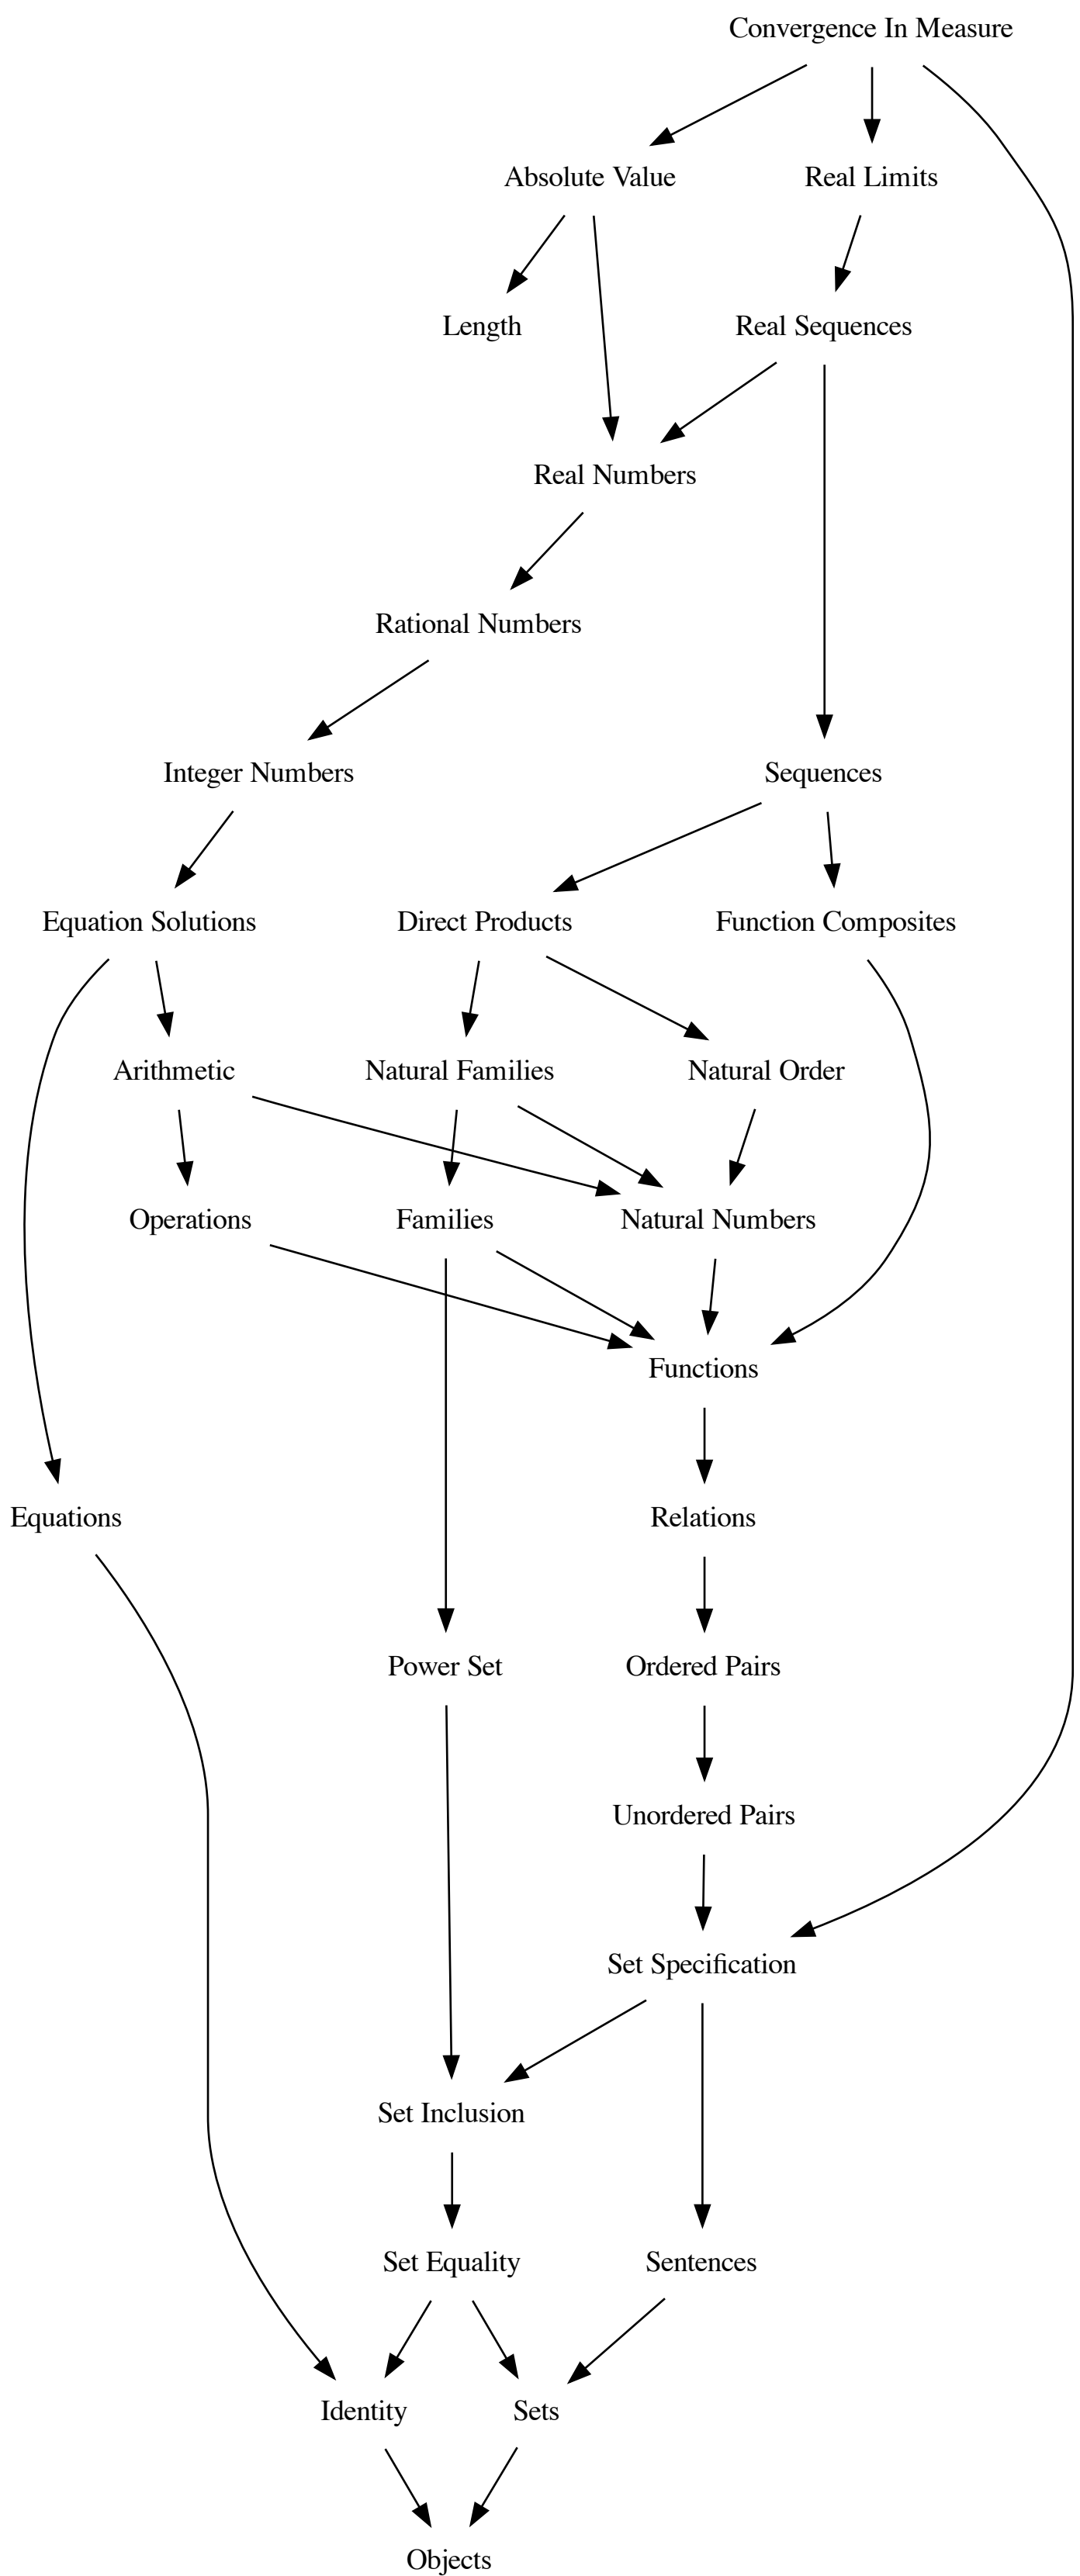 Convergence In Measure
Absolute Value
Real Limits
Length
Real Sequences
Real Numbers
Rational Numbers
Integer Numbers
Sequences
Equation Solutions
Direct Products
Function Composites
Arithmetic
Natural Families
Natural Order
Operations
Families
Natural Numbers
Functions
Equations
Relations
Power Set
Ordered Pairs
Unordered Pairs
Set Specification
Set Inclusion
Set Equality
Sentences
Identity
Sets
Objects